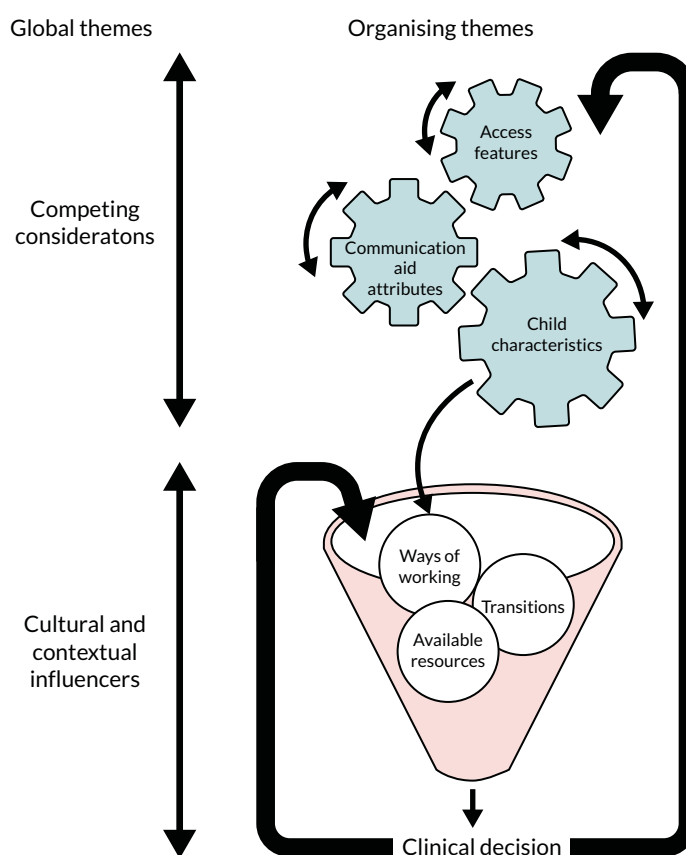 Global themes
Organising themes
Access
features
Competing
consideratons
Communication
aid
attributes
Child
characteristics
Ways of
working
Transitions
Available
resources
Cultural and
contextual
influencers
Clinical decision